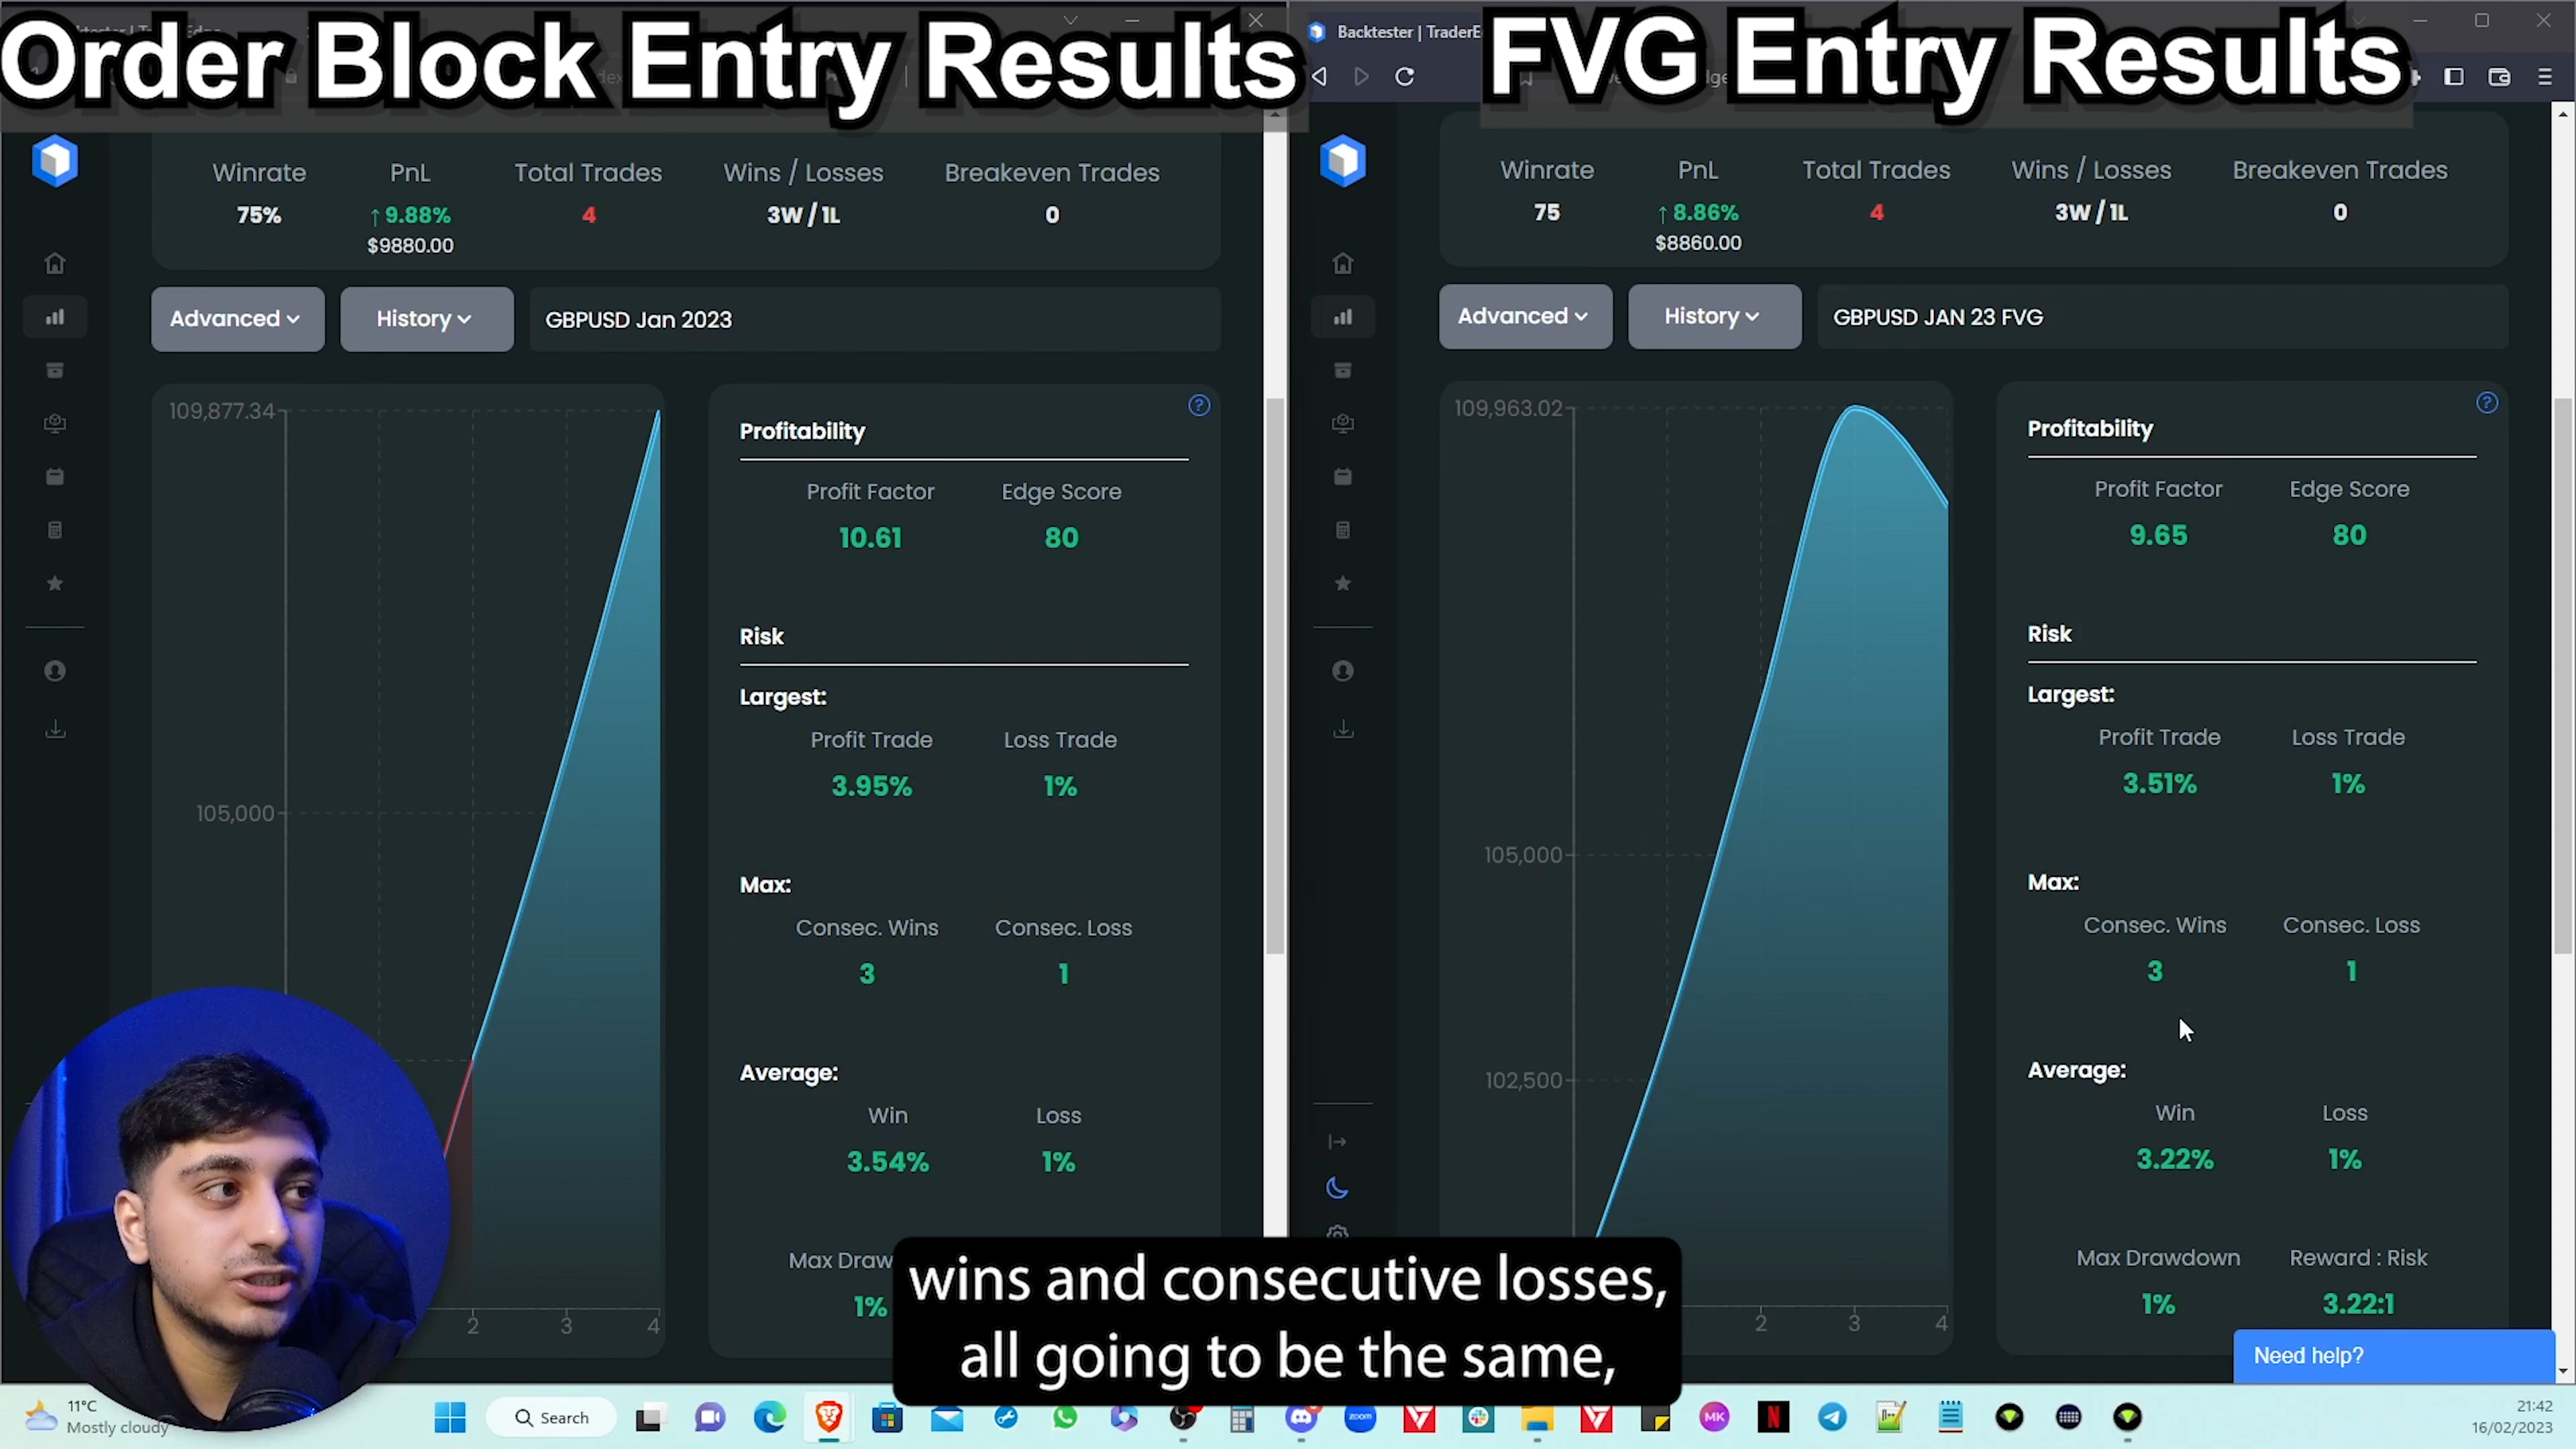 Order Block Entry Results
FVG Entry Results
Backtester | TraderE
Winrate
PnL
Total Trades
Wins / Losses
Breakeven Trades
75%
↑ 9.88%
4
3W / 1L
0
$9880.00
Advanced
History
GBPUSD Jan 2023
109,877.34
105,000
2
3
4
Profitability
Profit Factor
Edge Score
10.61
80
Risk
Largest:
Profit Trade
Loss Trade
3.95%
1%
Max:
Consec. Wins
Consec. Loss
3
1
Average:
Win
Loss
3.54%
1%
Max Draw
1%
Winrate
PnL
Total Trades
Wins / Losses
Breakeven Trades
75
↑ 8.86%
4
3W / 1L
0
$8860.00
Advanced
History
GBPUSD JAN 23 FVG
109,963.02
105,000
102,500
2
3
4
Profitability
Profit Factor
Edge Score
9.65
80
Risk
Largest:
Profit Trade
Loss Trade
3.51%
1%
Max:
Consec. Wins
Consec. Loss
3
1
Average:
Win
Loss
3.22%
1%
Max Drawdown
Reward : Risk
1%
3.22:1
Need help?
wins and consecutive losses,
all going to be the same,
11°C
Mostly cloudy
Search
zoom
MK
N
21:42
16/02/2023